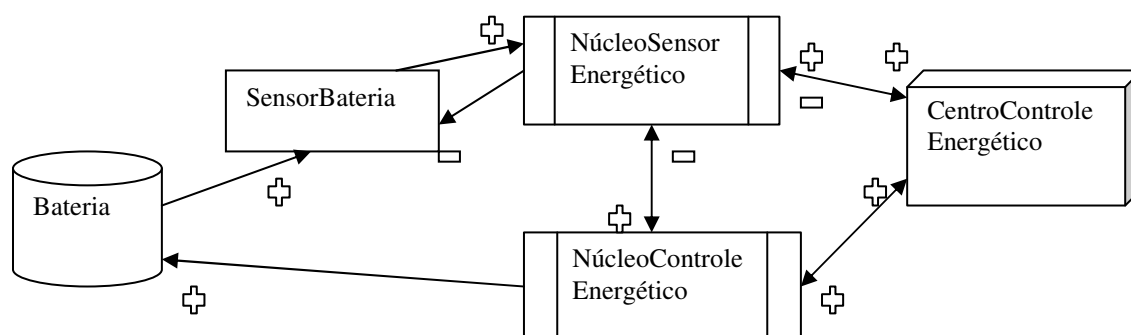 NúcleoSensor
Energético
SensorBateria
CentroControle
Energético
Bateria
NúcleoControle
Energético